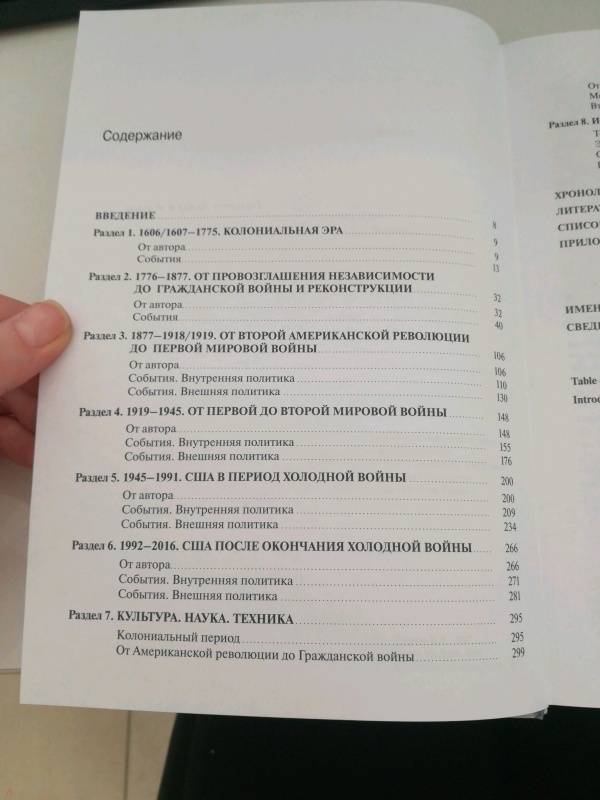 Содержание
ВВЕДЕНИЕ 8
Раздел 1. 1606/1607–1775. КОЛОНИАЛЬНАЯ ЭРА 9
От автора 9
События 13
Раздел 2. 1776–1877. ОТ ПРОВОЗГЛАШЕНИЯ НЕЗАВИСИМОСТИ
ДО ГРАЖДАНСКОЙ ВОЙНЫ И РЕКОНСТРУКЦИИ 32
От автора 32
События 40
Раздел 3. 1877–1918/1919. ОТ ВТОРОЙ АМЕРИКАНСКОЙ РЕВОЛЮЦИИ
ДО ПЕРВОЙ МИРОВОЙ ВОЙНЫ 106
От автора 106
События. Внутренняя политика 110
События. Внешняя политика 130
Раздел 4. 1919–1945. ОТ ПЕРВОЙ ДО ВТОРОЙ МИРОВОЙ ВОЙНЫ 148
От автора 148
События. Внутренняя политика 155
События. Внешняя политика 176
Раздел 5. 1945–1991. США В ПЕРИОД ХОЛОДНОЙ ВОЙНЫ 200
От автора 200
События. Внутренняя политика 209
События. Внешняя политика 234
Раздел 6. 1992–2016. США ПОСЛЕ ОКОНЧАНИЯ ХОЛОДНОЙ ВОЙНЫ 266
От автора 266
События. Внутренняя политика 271
События. Внешняя политика 281
Раздел 7. КУЛЬТУРА. НАУКА. ТЕХНИКА 295
Колониальный период 295
От Американской революции до Гражданской войны 299
От
Раздел 8. И
ХРОНОЛ
ЛИТЕРАТ
СПИСО
ПРИЛО
ИМЕН
СВЕД
Table
Introd